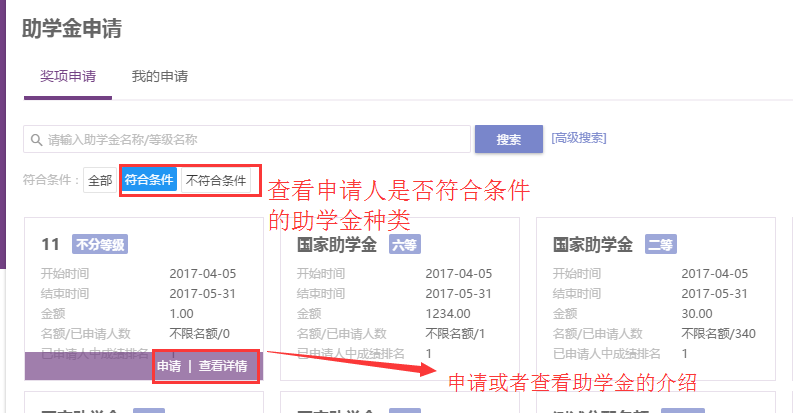 助学金申请
奖项申请 我的申请
请输入助学金名称/等级名称 搜索 [高级搜索]
符合条件： 全部 符合条件 不符合条件
查看申请人是否符合条件
的助学金种类
11 不分等级 国家助学金 六等 国家助学金 二等
开始时间 2017-04-05 开始时间 2017-04-05 开始时间 2017-04-05
结束时间 2017-05-31 结束时间 2017-05-31 结束时间 2017-05-31
金额 1.00 金额 1234.00 金额 30.00
名额/已申请人数 不限名额/0 名额/已申请人数 不限名额/1 名额/已申请人数 不限名额/340
已申请人中成绩排名 1 已申请人中成绩排名 1 已申请人中成绩排名 1
申请 | 查看详情
申请或者查看助学金的介绍